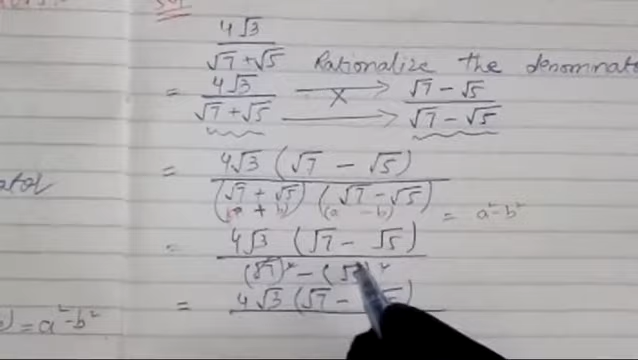 4√3
√7 + √5 Rationalize the denominat
= 4√3 / √7 + √5 × √7 - √5 / √7 - √5
= 4√3 (√7 - √5)
(√7 + √5) (√7 - √5)
(a + b) (a - b) = a² - b²
= 4√3 (√7 - √5)
(√7)² - (√5)²
= 4√3 (√7 -
ator
) = a² - b²